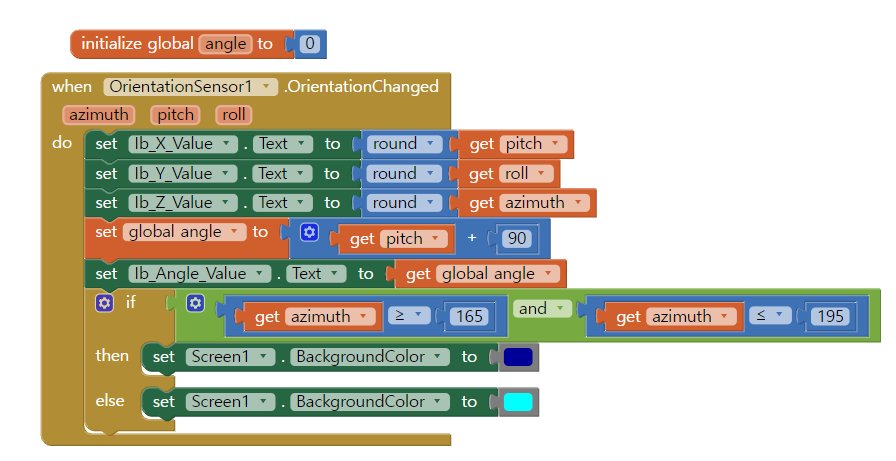 initialize global angle to 0
when OrientationSensor1 .OrientationChanged
azimuth pitch roll
do set lb_X_Value . Text to round get pitch
set lb_Y_Value . Text to round get roll
set lb_Z_Value . Text to round get azimuth
set global angle to get pitch + 90
set lb_Angle_Value . Text to get global angle
if get azimuth ≥ 165 and get azimuth ≤ 195
then set Screen1 . BackgroundColor to
else set Screen1 . BackgroundColor to